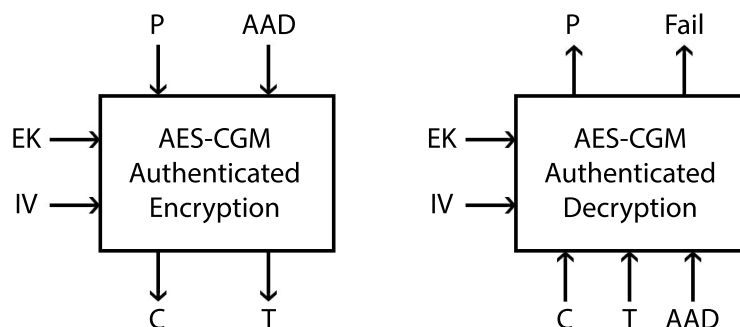 P AAD
EK
IV
AES-CGM
Authenticated
Encryption
C T
P Fail
EK
IV
AES-CGM
Authenticated
Decryption
C T AAD